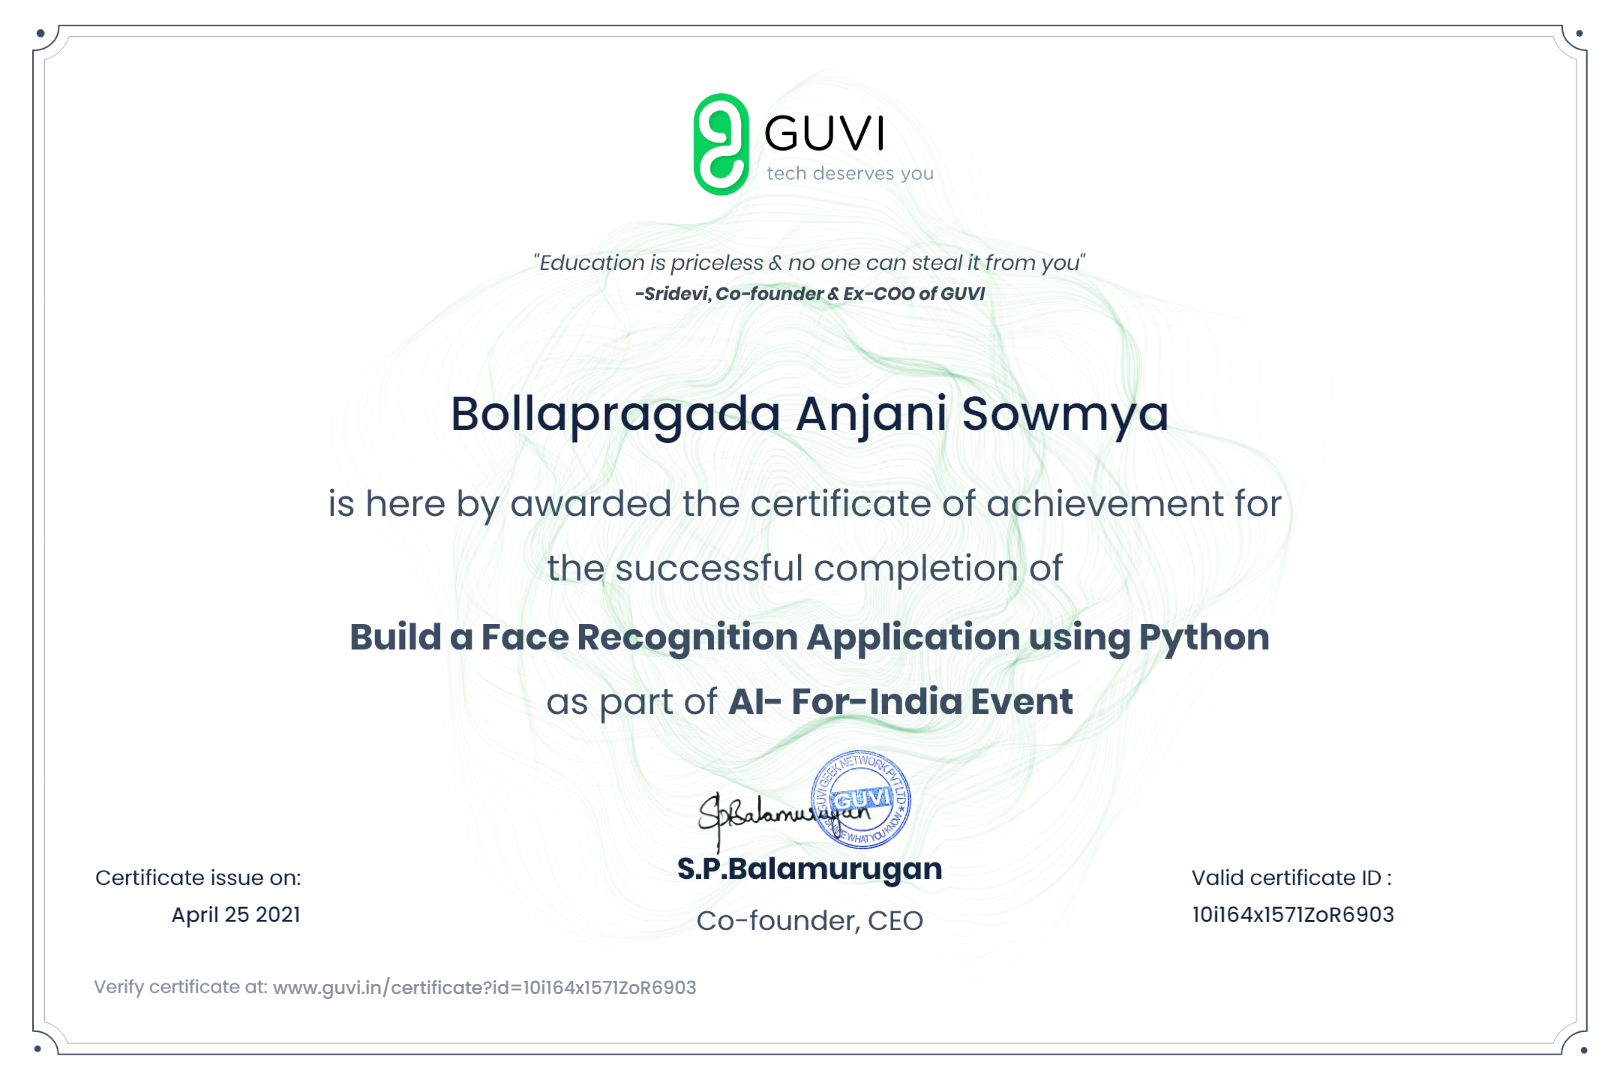 GUVI
tech deserves you
"Education is priceless & no one can steal it from you"
-Sridevi, Co-founder & Ex-COO of GUVI
Bollapragada Anjani Sowmya
is here by awarded the certificate of achievement for
the successful completion of
Build a Face Recognition Application using Python
as part of AI- For-India Event
GUVI GEEK NETWORK PVT LTD
GUVI
SHARE WHAT YOU KNOW
SpBalamurugan
S.P.Balamurugan
Co-founder, CEO
Certificate issue on:
April 25 2021
Valid certificate ID :
10i164x1571ZoR6903
Verify certificate at: www.guvi.in/certificate?id=10i164x1571ZoR6903